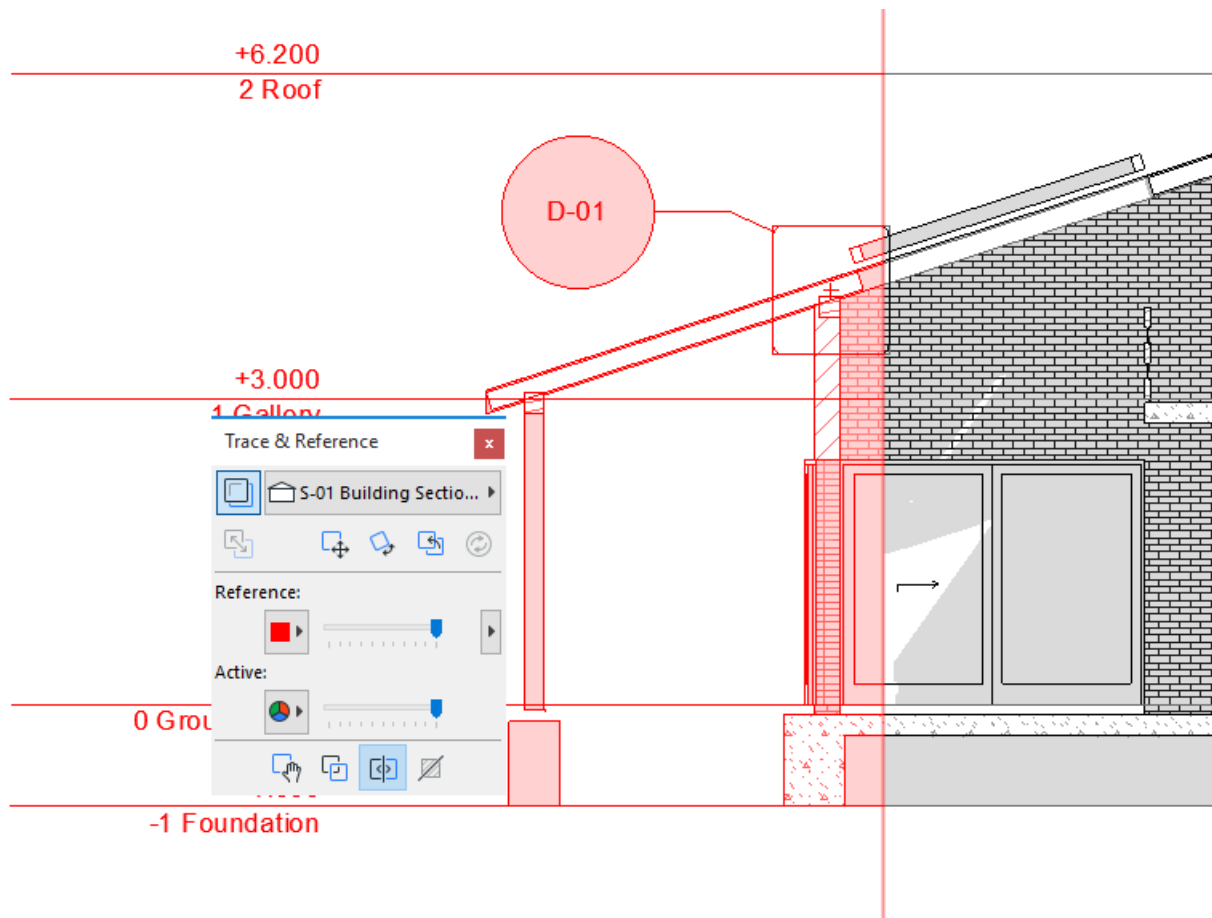 +6.200
2 Roof
D-01
+3.000
1 Gallery
Trace & Reference
S-01 Building Sectio...
Reference:
Active:
0 Grou
-1 Foundation